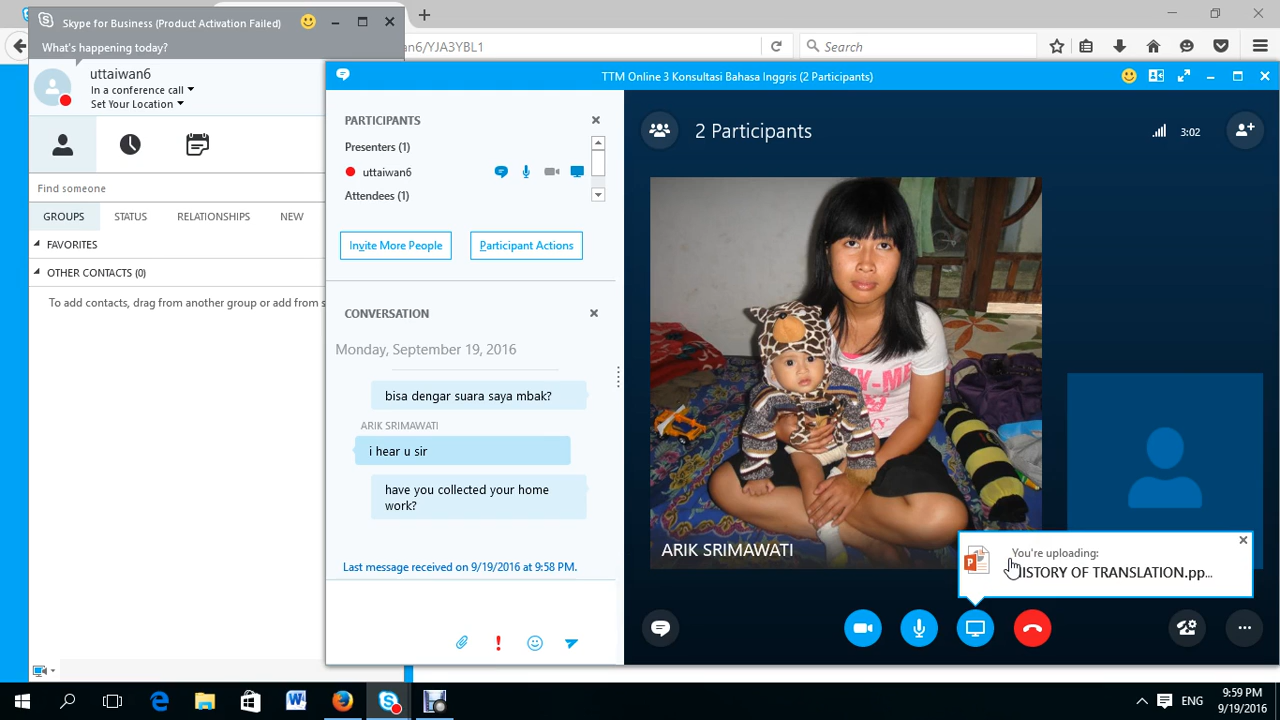 Skype for Business (Product Activation Failed)
What's happening today?
an6/YJA3YBL1
Search
uttaiwan6
In a conference call
Set Your Location
Find someone
GROUPS STATUS RELATIONSHIPS NEW
FAVORITES
OTHER CONTACTS (0)
To add contacts, drag from another group or add from s
TTM Online 3 Konsultasi Bahasa Inggris (2 Participants)
PARTICIPANTS
Presenters (1)
uttaiwan6
Attendees (1)
Invite More People
Participant Actions
CONVERSATION
Monday, September 19, 2016
bisa dengar suara saya mbak?
ARIK SRIMAWATI
i hear u sir
have you collected your home
work?
Last message received on 9/19/2016 at 9:58 PM.
2 Participants
3:02
ARIK SRIMAWATI
You're uploading:
HISTORY OF TRANSLATION.pp...
ENG
9:59 PM
9/19/2016